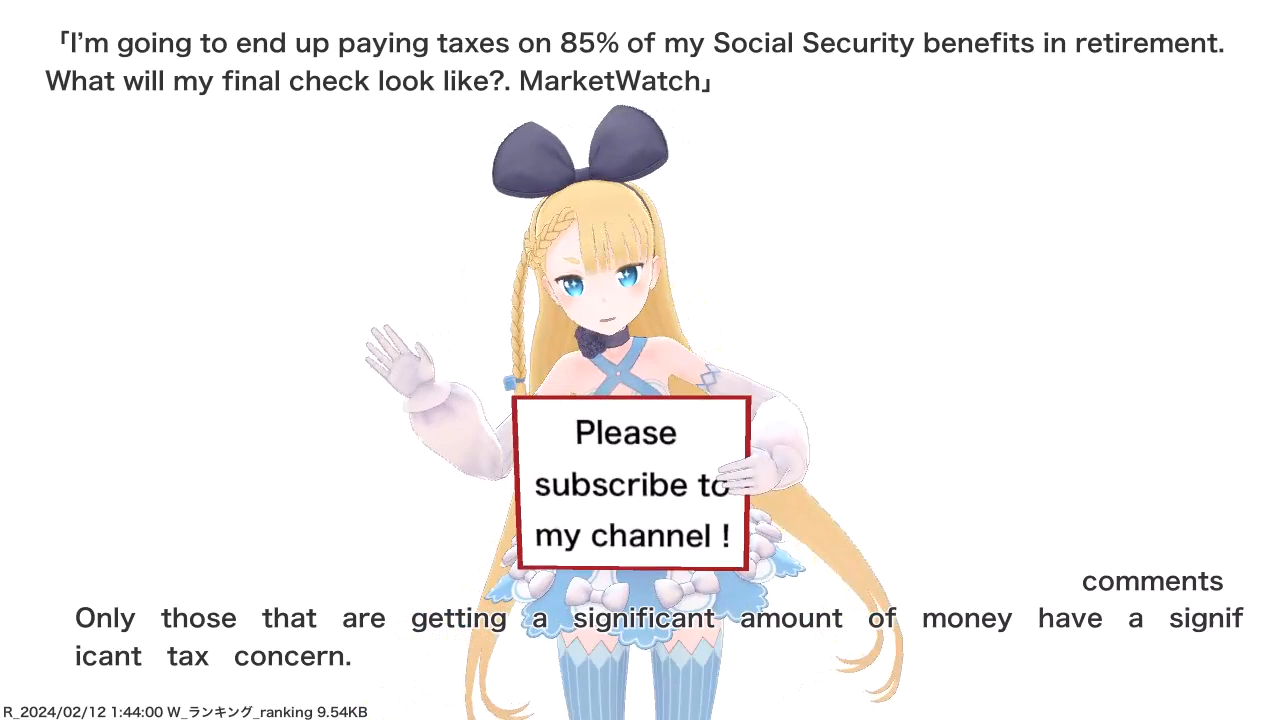 「I'm going to end up paying taxes on 85% of my Social Security benefits in retirement.
What will my final check look like?. MarketWatch」
Please
subscribe to
my channel !
comments
Only those that are getting a significant amount of money have a signif
icant tax concern.
R_2024/02/12 1:44:00 W_ランキング_ranking 9.54KB